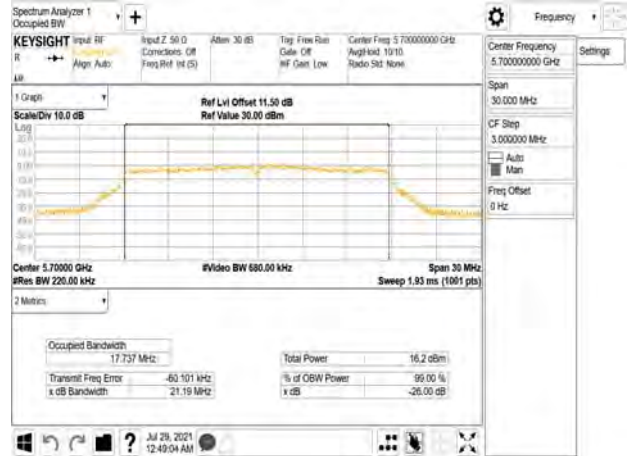 Spectrum Analyzer 1
Occupied BW
Frequency
KEYSIGHT
Input: RF
Input Z: 50 Ω
Atten: 30 dB
Trig: Free Run
Center Freq: 5.700000000 GHz
Corrections: Off
Gate: Off
Avg|Hold: 10/10
R
Align: Auto
Freq Ref: Int (S)
#IF Gain: Low
Radio Std: None
Center Frequency
5.700000000 GHz
Settings
Span
30.000 MHz
CF Step
3.000000 MHz
Auto
Man
Freq Offset
0 Hz
1 Graph
Ref Lvl Offset 11.50 dB
Scale/Div 10.0 dB
Ref Value 30.00 dBm
Log
Center 5.70000 GHz
#Video BW 680.00 kHz
Span 30 MHz
#Res BW 220.00 kHz
Sweep 1.93 ms (1001 pts)
2 Metrics
Occupied Bandwidth
17.737 MHz
Total Power
16.2 dBm
Transmit Freq Error
-60.101 kHz
% of OBW Power
99.00 %
x dB Bandwidth
21.19 MHz
x dB
-26.00 dB
?
Jul 29, 2021
12:49:04 AM